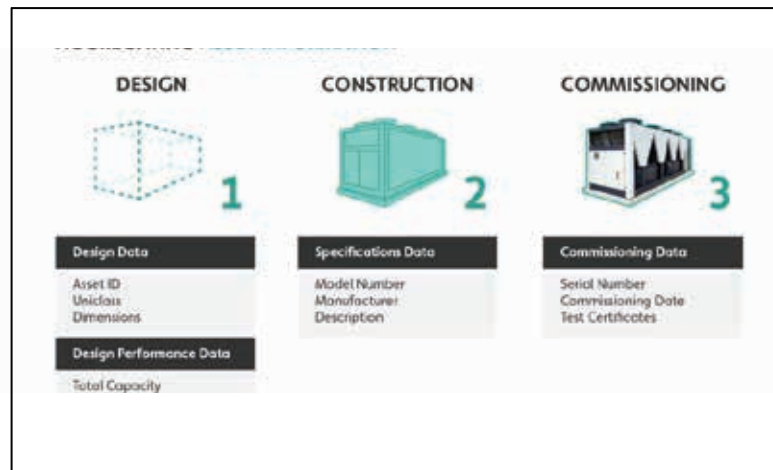 DESIGN
1
Design Data
Asset ID
Uniclass
Dimensions
Design Performance Data
Total Capacity
CONSTRUCTION
2
Specifications Data
Model Number
Manufacturer
Description
COMMISSIONING
3
Commissioning Data
Serial Number
Commissioning Date
Test Certificates